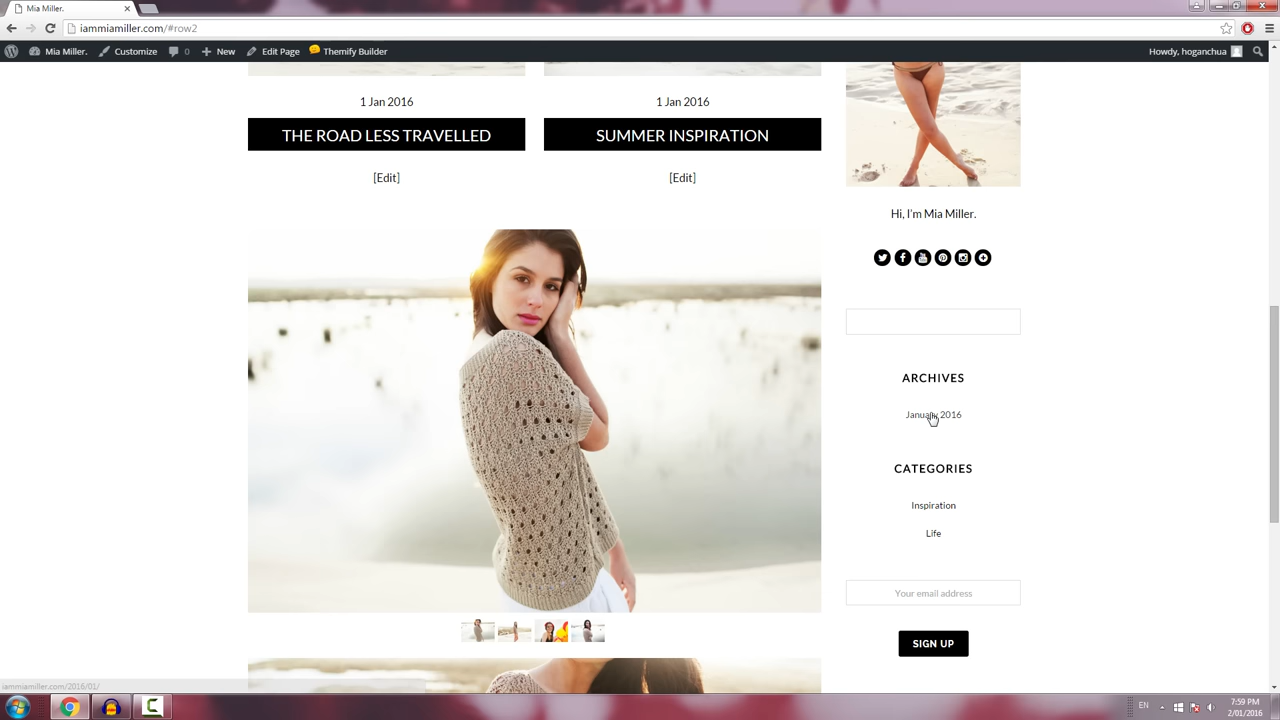 Mia Miller.
iammiamiller.com/#row2
Mia Miller.
Customize
0
New
Edit Page
Themify Builder
Howdy, hoganchua
1 Jan 2016
THE ROAD LESS TRAVELLED
[Edit]
1 Jan 2016
SUMMER INSPIRATION
[Edit]
Hi, I'm Mia Miller.
ARCHIVES
January 2016
CATEGORIES
Inspiration
Life
Your email address
SIGN UP
iammiamiller.com/2016/01/
EN
7:59 PM
2/01/2016